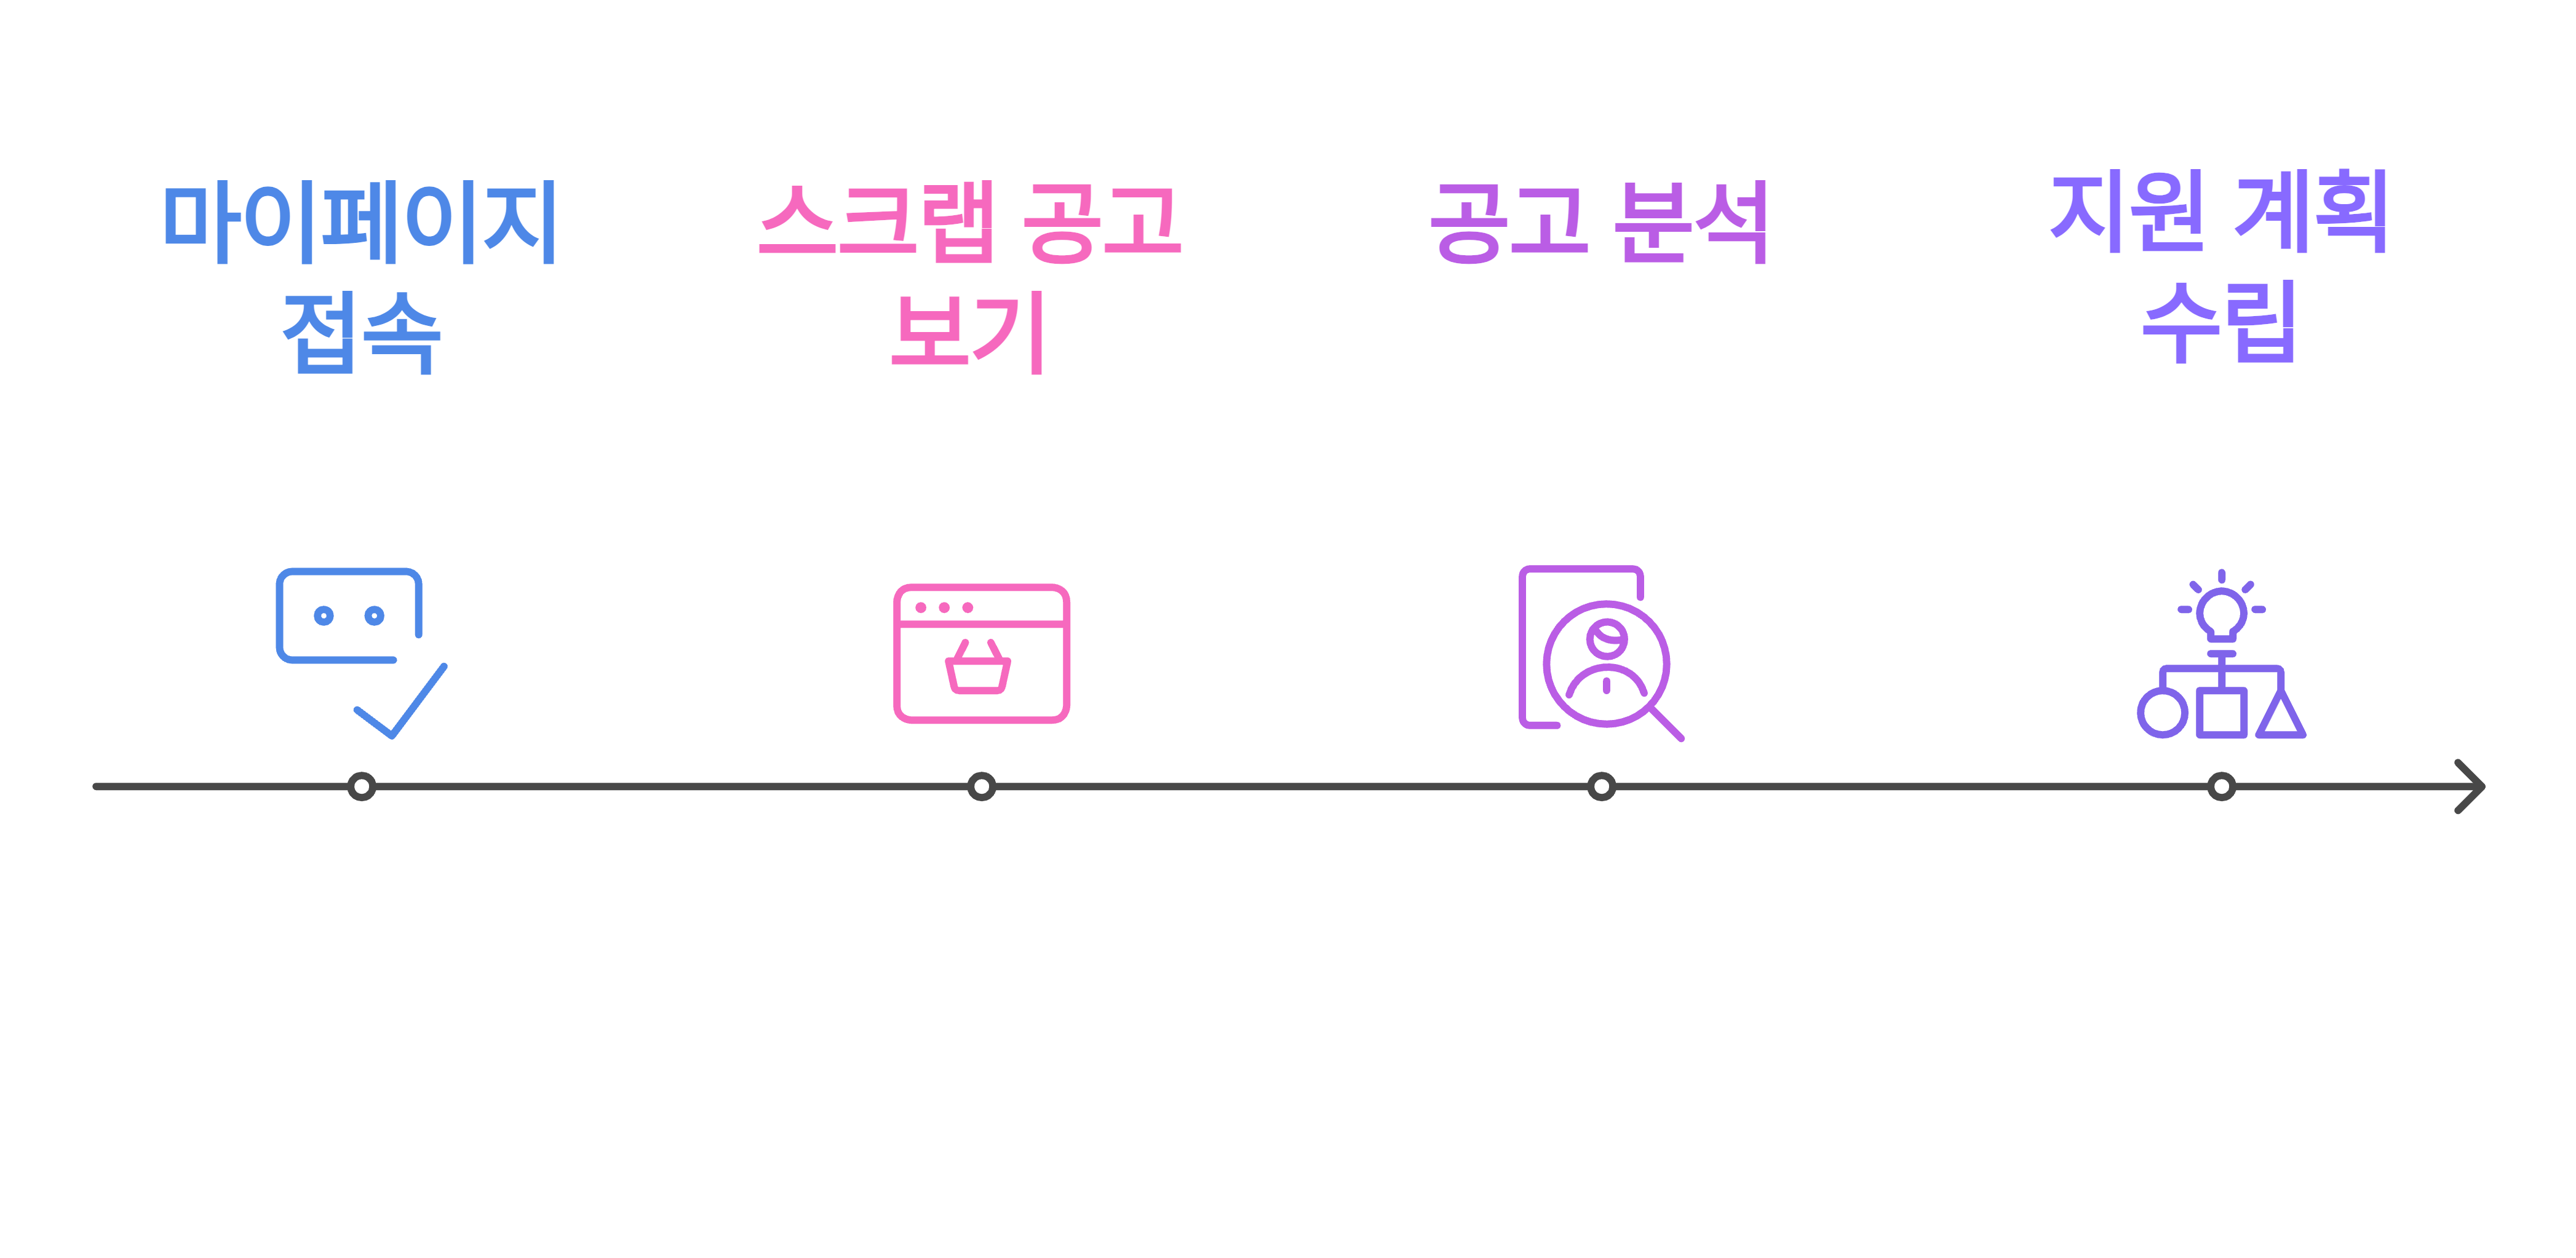 마이페이지
접속
스크랩 공고
보기
공고 분석
지원 계획
수립